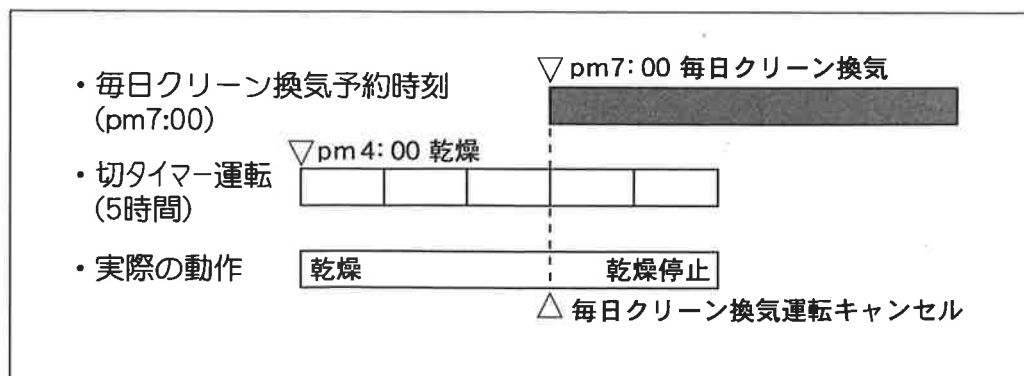 ・毎日クリーン換気予約時刻
(pm7:00)
▽pm7:00 毎日クリーン換気
▽pm4:00 乾燥
・切タイマー運転
(5時間)
・実際の動作
乾燥
乾燥停止
△ 毎日クリーン換気運転キャンセル